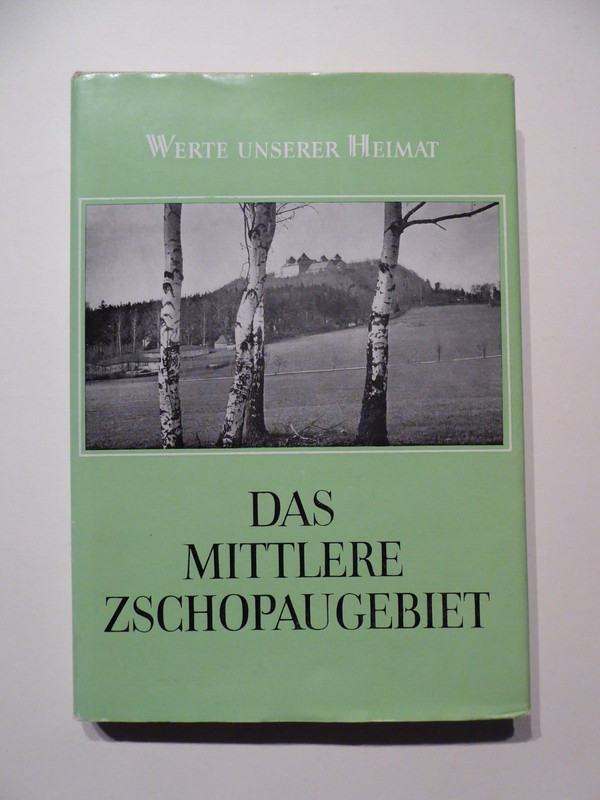 WERTE UNSERER HEIMAT
DAS
MITTLERE
ZSCHOPAUGEBIET